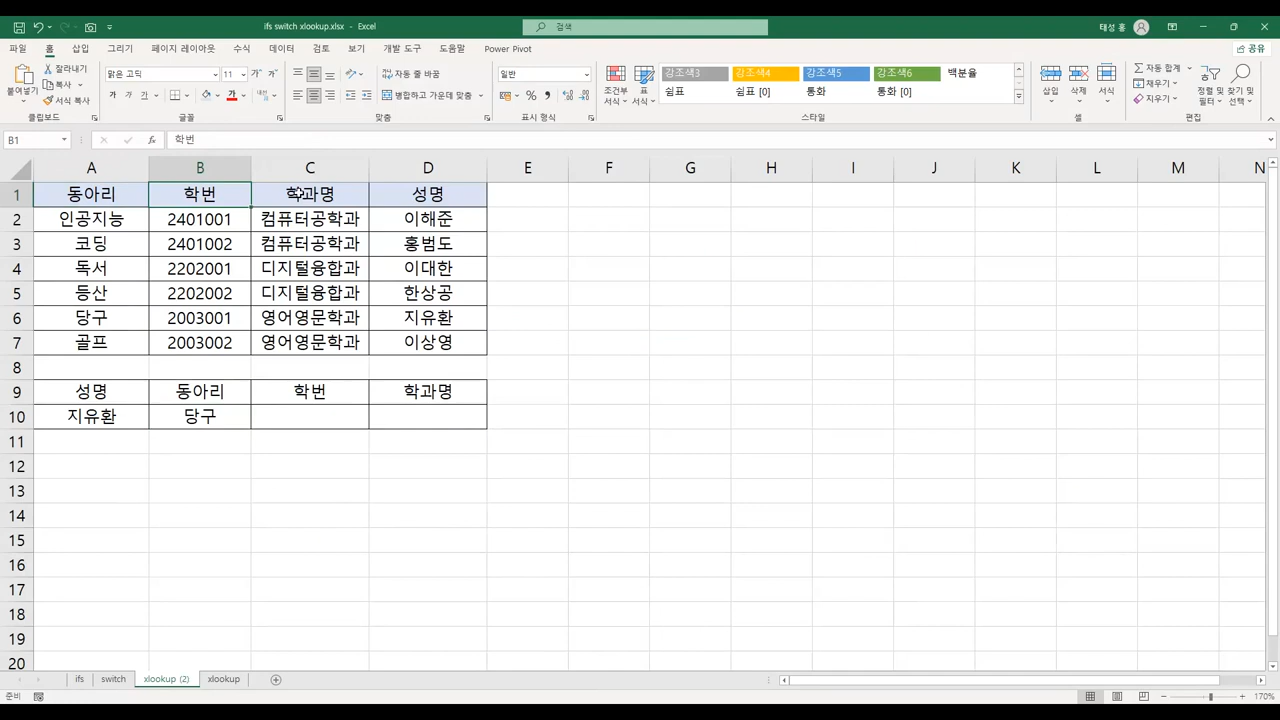 ifs switch xlookup.xlsx - Excel
검색
태성 홍
파일 홈 삽입 그리기 페이지 레이아웃 수식 데이터 검토 보기 개발 도구 도움말 Power Pivot
공유
붙여넣기
잘라내기
복사
서식 복사
클립보드
맑은 고딕 11
가 가 가 가
글꼴
자동 줄 바꿈
병합하고 가운데 맞춤
맞춤
일반
표시 형식
조건부 서식
표 서식
강조색3 강조색4 강조색5 강조색6 백분율
쉼표 쉼표 [0] 통화 통화 [0]
스타일
삽입 삭제 서식
셀
자동 합계
채우기
지우기
정렬 및 필터
찾기 및 선택
편집
B1 fx 학번
A B C D E F G H I J K L M N
1 동아리 학번 학과명 성명
2 인공지능 2401001 컴퓨터공학과 이해준
3 코딩 2401002 컴퓨터공학과 홍범도
4 독서 2202001 디지털융합과 이대한
5 등산 2202002 디지털융합과 한상공
6 당구 2003001 영어영문학과 지유환
7 골프 2003002 영어영문학과 이상영
8
9 성명 동아리 학번 학과명
10 지유환 당구
11
12
13
14
15
16
17
18
19
20
ifs switch xlookup (2) xlookup
준비
170%